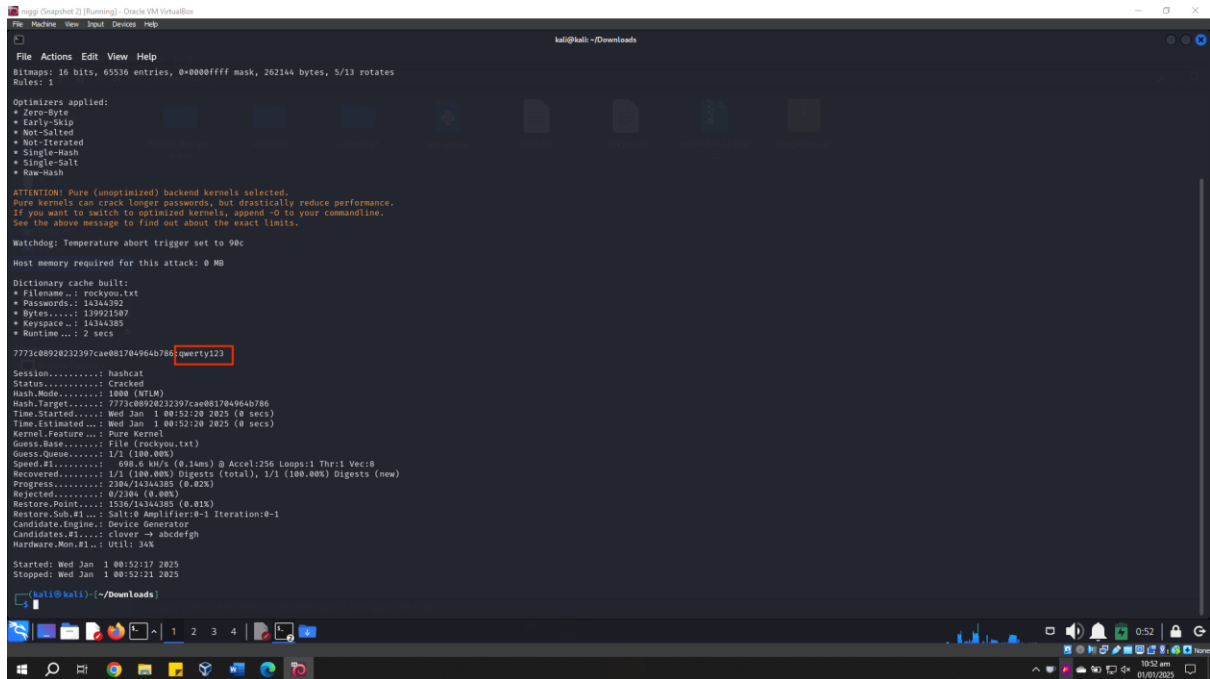 niggi (Snapshot 2) [Running] - Oracle VM VirtualBox
File Machine View Input Devices Help
kali@kali: ~/Downloads
File Actions Edit View Help
Bitmaps: 16 bits, 65536 entries, 0×0000ffff mask, 262144 bytes, 5/13 rotates
Rules: 1
Optimizers applied:
* Zero-Byte
* Early-Skip
* Not-Salted
* Not-Iterated
* Single-Hash
* Single-Salt
* Raw-Hash
ATTENTION! Pure (unoptimized) backend kernels selected.
Pure kernels can crack longer passwords, but drastically reduce performance.
If you want to switch to optimized kernels, append -O to your commandline.
See the above message to find out about the exact limits.
Watchdog: Temperature abort trigger set to 90c
Host memory required for this attack: 0 MB
Dictionary cache built:
* Filename..: rockyou.txt
* Passwords.: 14344392
* Bytes.....: 139921507
* Keyspace..: 14344385
* Runtime...: 2 secs
7773c08920232397cae081704964b786:qwerty123
Session..........: hashcat
Status...........: Cracked
Hash.Mode........: 1000 (NTLM)
Hash.Target......: 7773c08920232397cae081704964b786
Time.Started.....: Wed Jan 1 00:52:20 2025 (0 secs)
Time.Estimated...: Wed Jan 1 00:52:20 2025 (0 secs)
Kernel.Feature...: Pure Kernel
Guess.Base.......: File (rockyou.txt)
Guess.Queue......: 1/1 (100.00%)
Speed.#1.........: 698.6 kH/s (0.14ms) @ Accel:256 Loops:1 Thr:1 Vec:8
Recovered........: 1/1 (100.00%) Digests (total), 1/1 (100.00%) Digests (new)
Progress.........: 2304/14344385 (0.02%)
Rejected.........: 0/2304 (0.00%)
Restore.Point....: 1536/14344385 (0.01%)
Restore.Sub.#1...: Salt:0 Amplifier:0-1 Iteration:0-1
Candidate.Engine.: Device Generator
Candidates.#1....: clover → abcdefgh
Hardware.Mon.#1..: Util: 34%
Started: Wed Jan 1 00:52:17 2025
Stopped: Wed Jan 1 00:52:21 2025
(kali㉿kali)-[~/Downloads]
$
1 2 3 4
0:52
None
10:52 am
01/01/2025